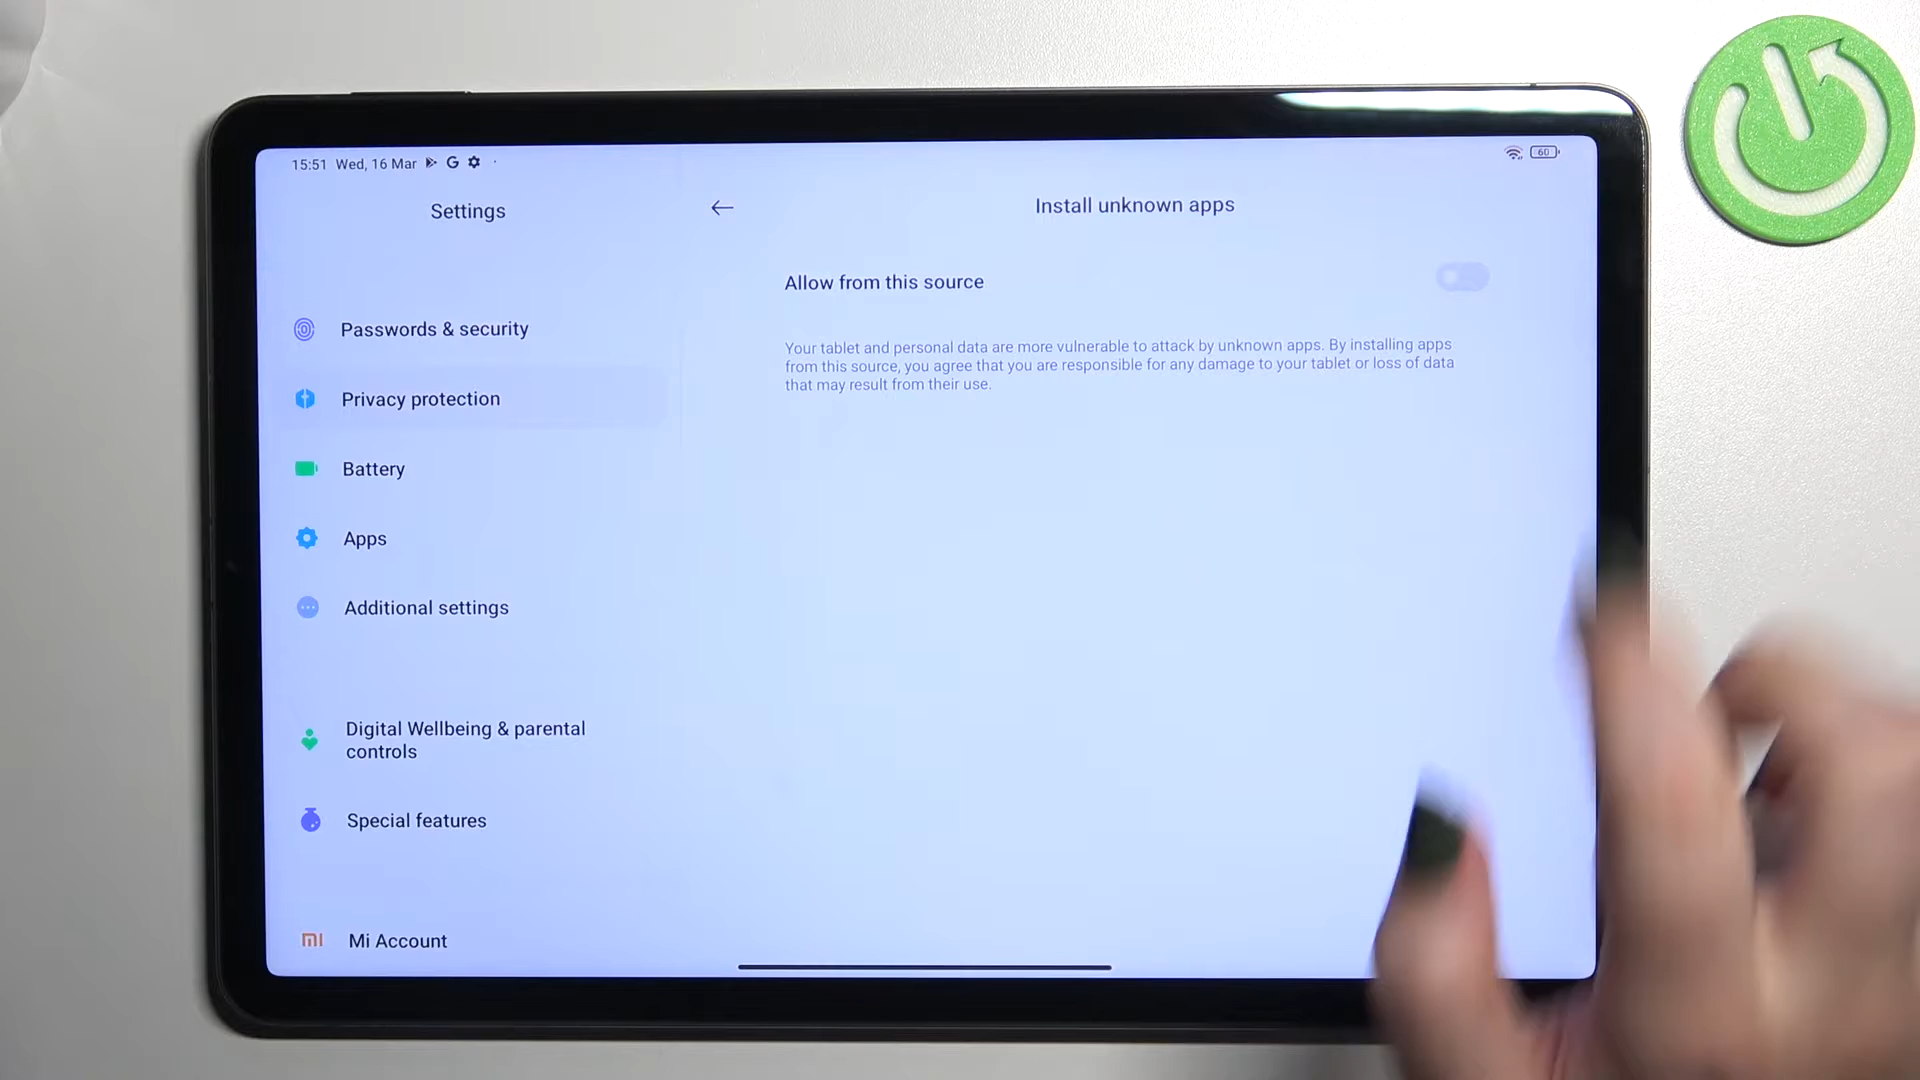 15:51 Wed, 16 Mar
60
Settings
Install unknown apps
Allow from this source
Your tablet and personal data are more vulnerable to attack by unknown apps. By installing apps
from this source, you agree that you are responsible for any damage to your tablet or loss of data
that may result from their use.
Passwords & security
Privacy protection
Battery
Apps
Additional settings
Digital Wellbeing & parental
controls
Special features
Mi Account